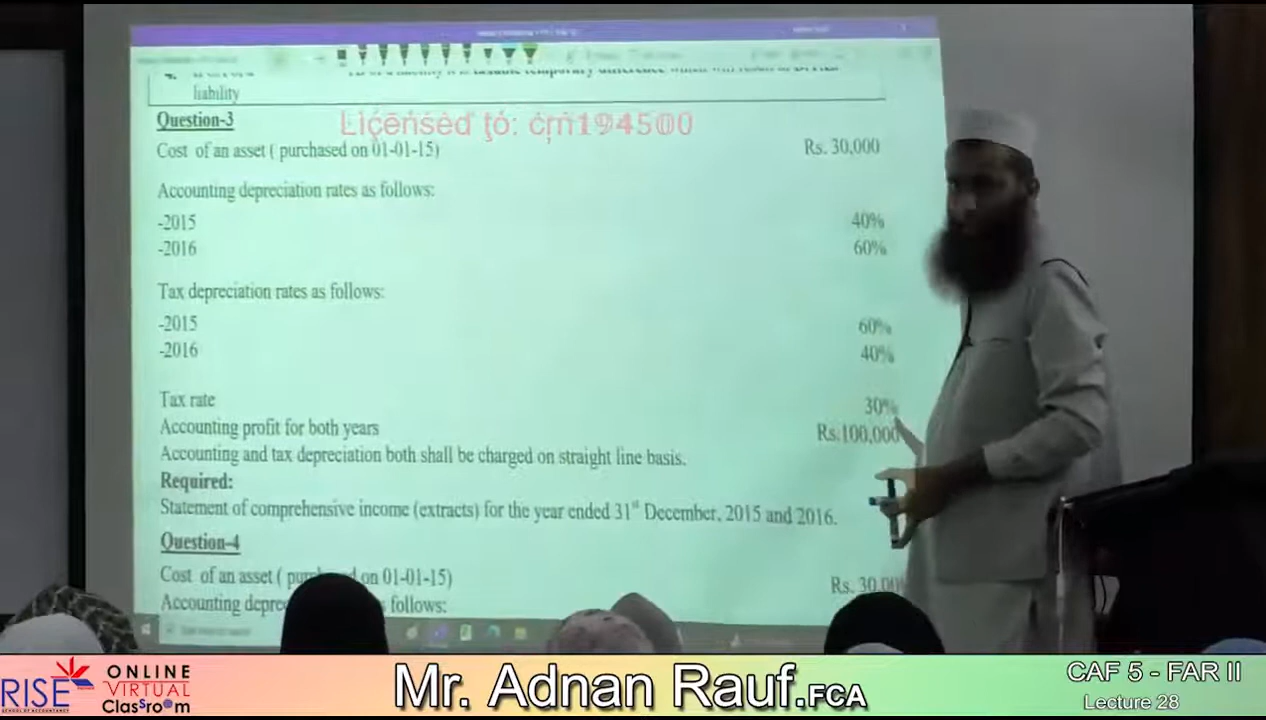 liability
Question-3
Licensed to: cm194500
Cost of an asset ( purchased on 01-01-15) Rs. 30,000
Accounting depreciation rates as follows:
-2015 40%
-2016 60%
Tax depreciation rates as follows:
-2015 60%
-2016 40%
Tax rate 30%
Accounting profit for both years Rs.100,000
Accounting and tax depreciation both shall be charged on straight line basis.
Required:
Statement of comprehensive income (extracts) for the year ended 31st December, 2015 and 2016.
Question-4
Cost of an asset ( on 01-01-15) Rs. 30,00
Accounting follows:
RISE ONLINE VIRTUAL Classroom
Mr. Adnan Rauf.FCA
CAF 5 - FAR II
Lecture 28